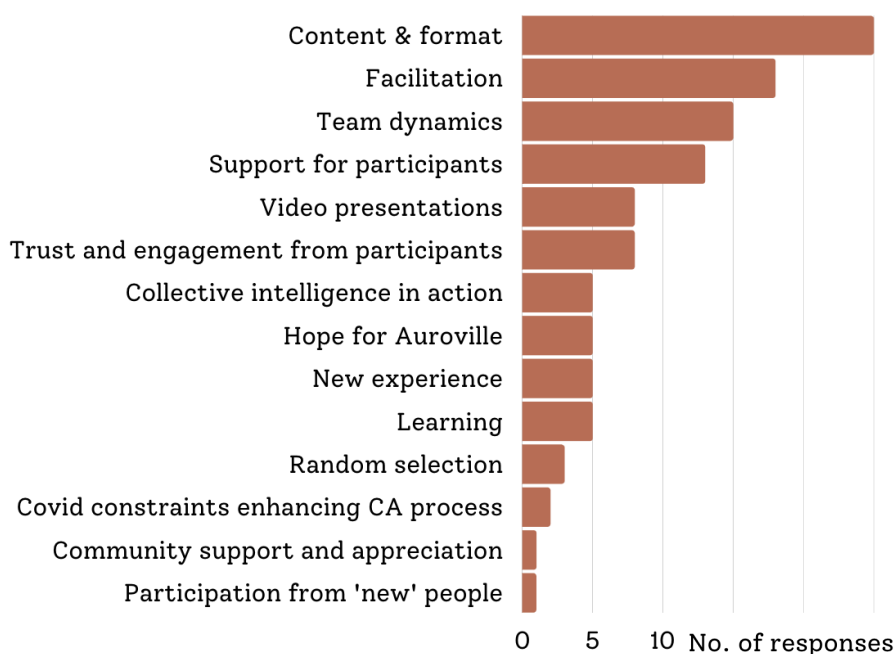 Content & format
Facilitation
Team dynamics
Support for participants
Video presentations
Trust and engagement from participants
Collective intelligence in action
Hope for Auroville
New experience
Learning
Random selection
Covid constraints enhancing CA process
Community support and appreciation
Participation from 'new' people
0 5 10 No. of responses